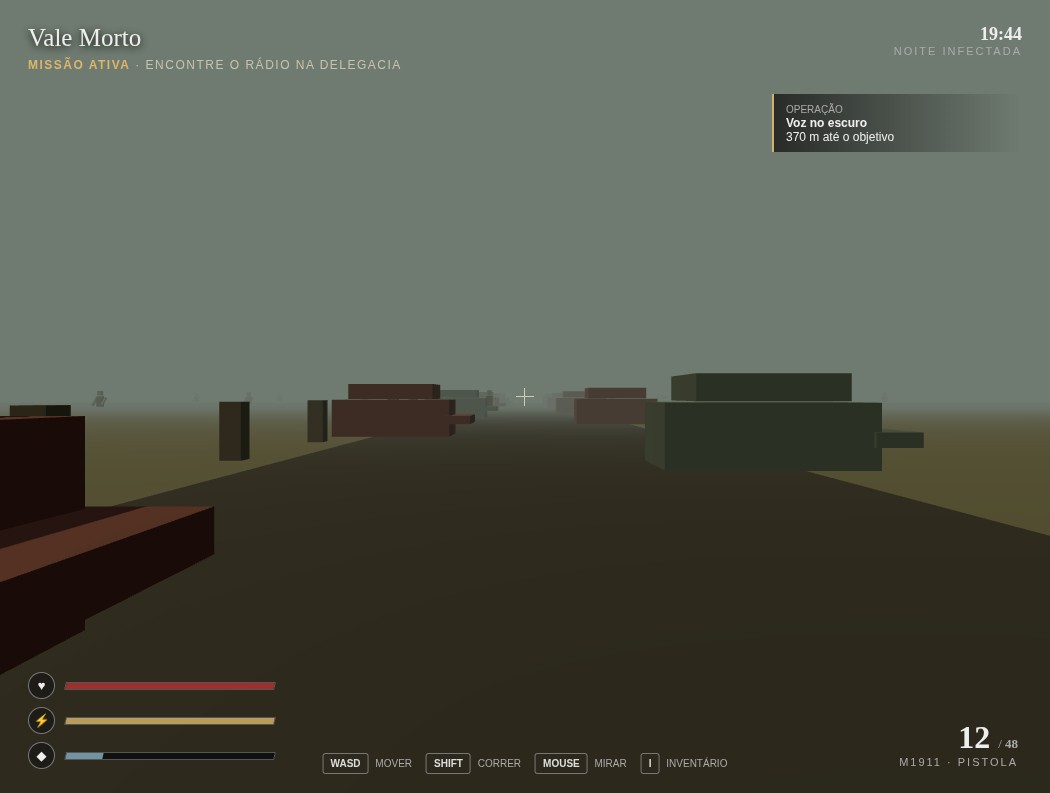 Vale Morto
MISSÃO ATIVA · ENCONTRE O RÁDIO NA DELEGACIA
19:44
NOITE INFECTADA
OPERAÇÃO
Voz no escuro
370 m até o objetivo
WASD MOVER SHIFT CORRER MOUSE MIRAR I INVENTÁRIO
12 / 48
M1911 · PISTOLA